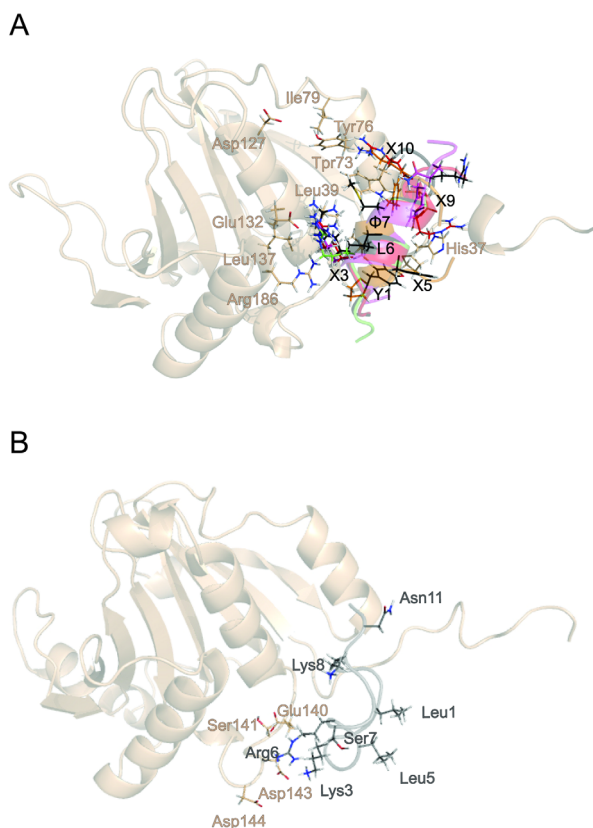 A
Ile79
Tyr76
X10
Asp127
Tpr73
X9
Leu39
Φ7
Glu132
L6
His37
Leu137
X3
X5
Arg186
Y1
B
Asn11
Lys8
Leu1
Glu140
Ser141
Ser7
Arg6
Leu5
Lys3
Asp143
Asp144